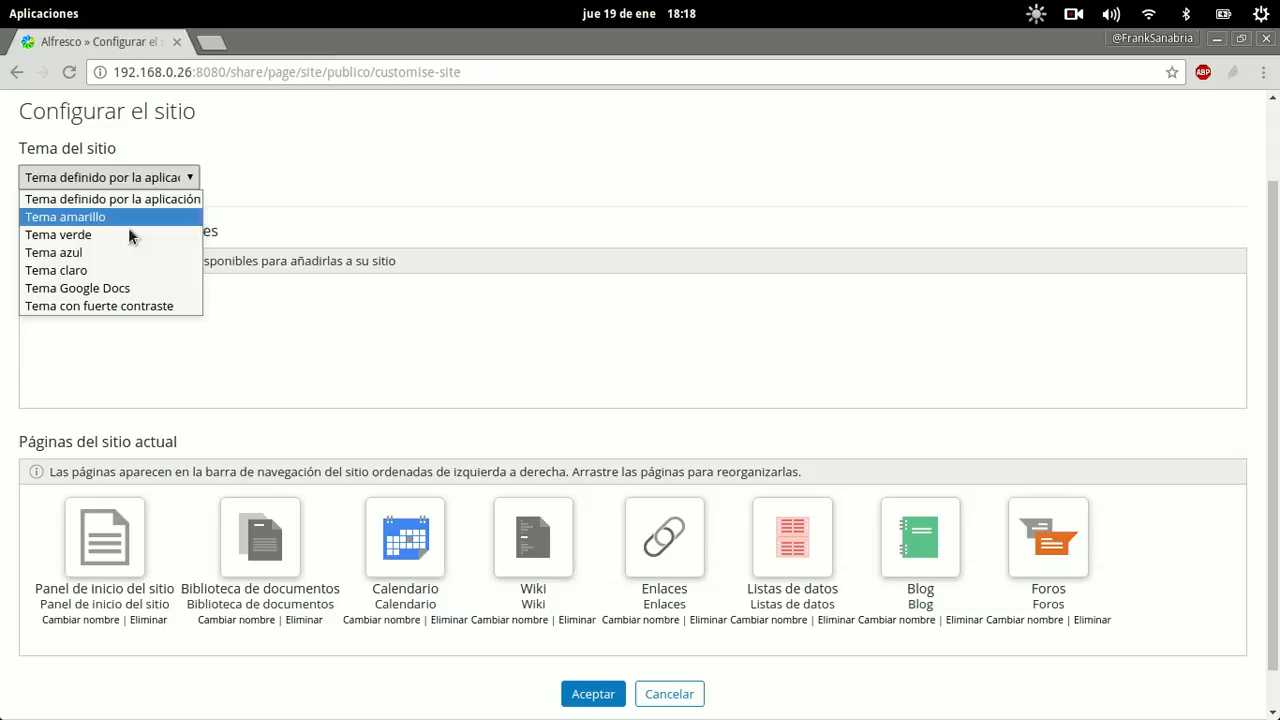 Aplicaciones
jue 19 de ene 18:18
Alfresco » Configurar el s
@FrankSanabria
192.168.0.26:8080/share/page/site/publico/customise-site
ABP
Configurar el sitio
Tema del sitio
Tema definido por la aplicac
Tema definido por la aplicación
Tema amarillo
Tema verde
Tema azul
Tema claro
Tema Google Docs
Tema con fuerte contraste
es
sponibles para añadirlas a su sitio
Páginas del sitio actual
Las páginas aparecen en la barra de navegación del sitio ordenadas de izquierda a derecha. Arrastre las páginas para reorganizarlas.
Panel de inicio del sitio Biblioteca de documentos Calendario Wiki Enlaces Listas de datos Blog Foros
Panel de inicio del sitio Biblioteca de documentos Calendario Wiki Enlaces Listas de datos Blog Foros
Cambiar nombre | Eliminar Cambiar nombre | Eliminar Cambiar nombre | Eliminar Cambiar nombre | Eliminar Cambiar nombre | Eliminar Cambiar nombre | Eliminar Cambiar nombre | Eliminar Cambiar nombre | Eliminar
Aceptar Cancelar